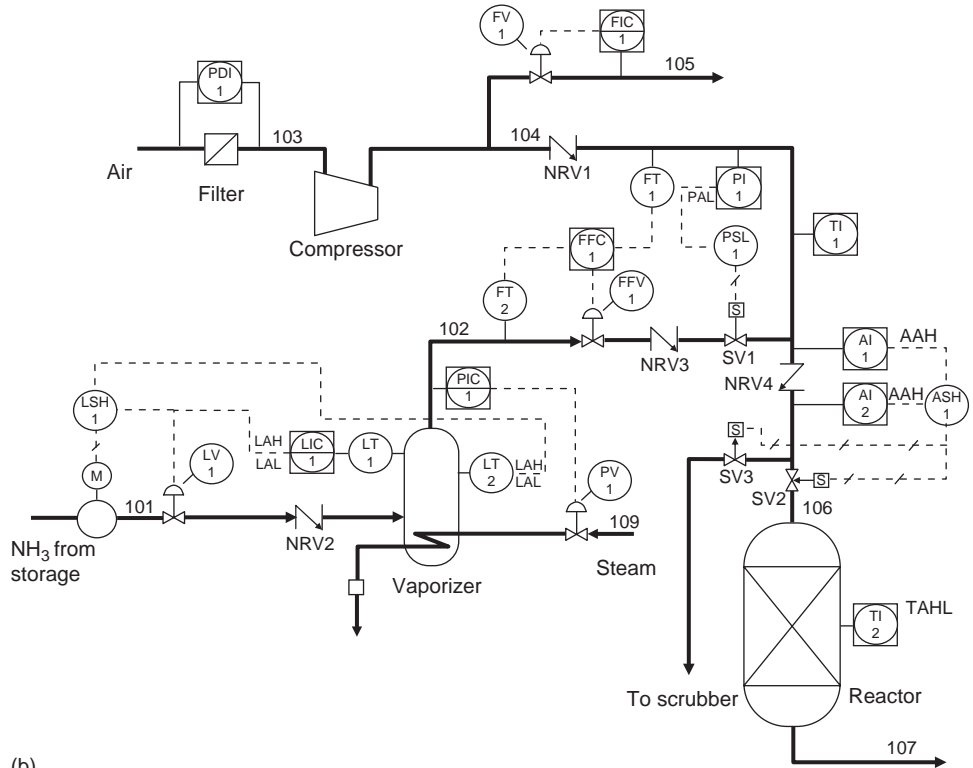 FV
1
FIC
1
105
PDI
1
103
104
Air
Filter
NRV1
Compressor
FT
1
PAL
PI
1
PSL
1
TI
1
FFC
1
FT
2
FFV
1
S
102
NRV3
SV1
AI
1
AAH
NRV4
AI
2
AAH
ASH
1
PIC
1
LSH
1
LAH
LAL
LIC
1
LT
1
LV
1
LT
2
LAH
LAL
PV
1
M
101
S
SV3
SV2
S
106
NRV2
109
NH3 from
storage
Steam
Vaporizer
TI
2
TAHL
To scrubber
Reactor
107
(b)